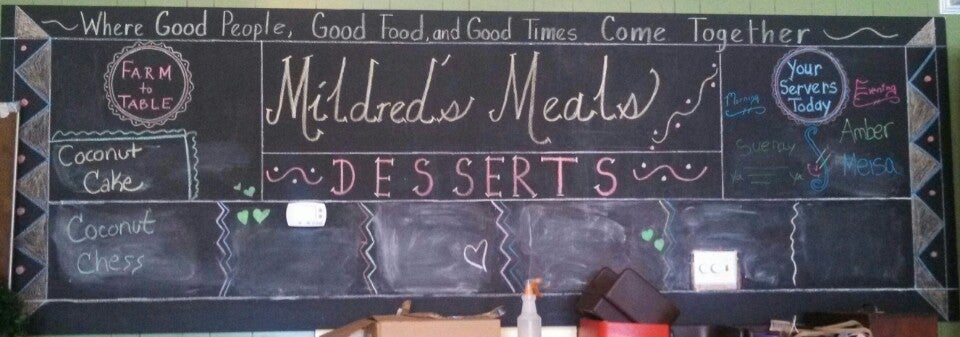 Where Good People, Good Food, and Good Times Come Together
FARM
to
TABLE
Mildred's Meals
Your
Servers
Today
Morning
Evening
Amber
Meisa
Coconut
Cake
DESSERTS
Coconut
Chess